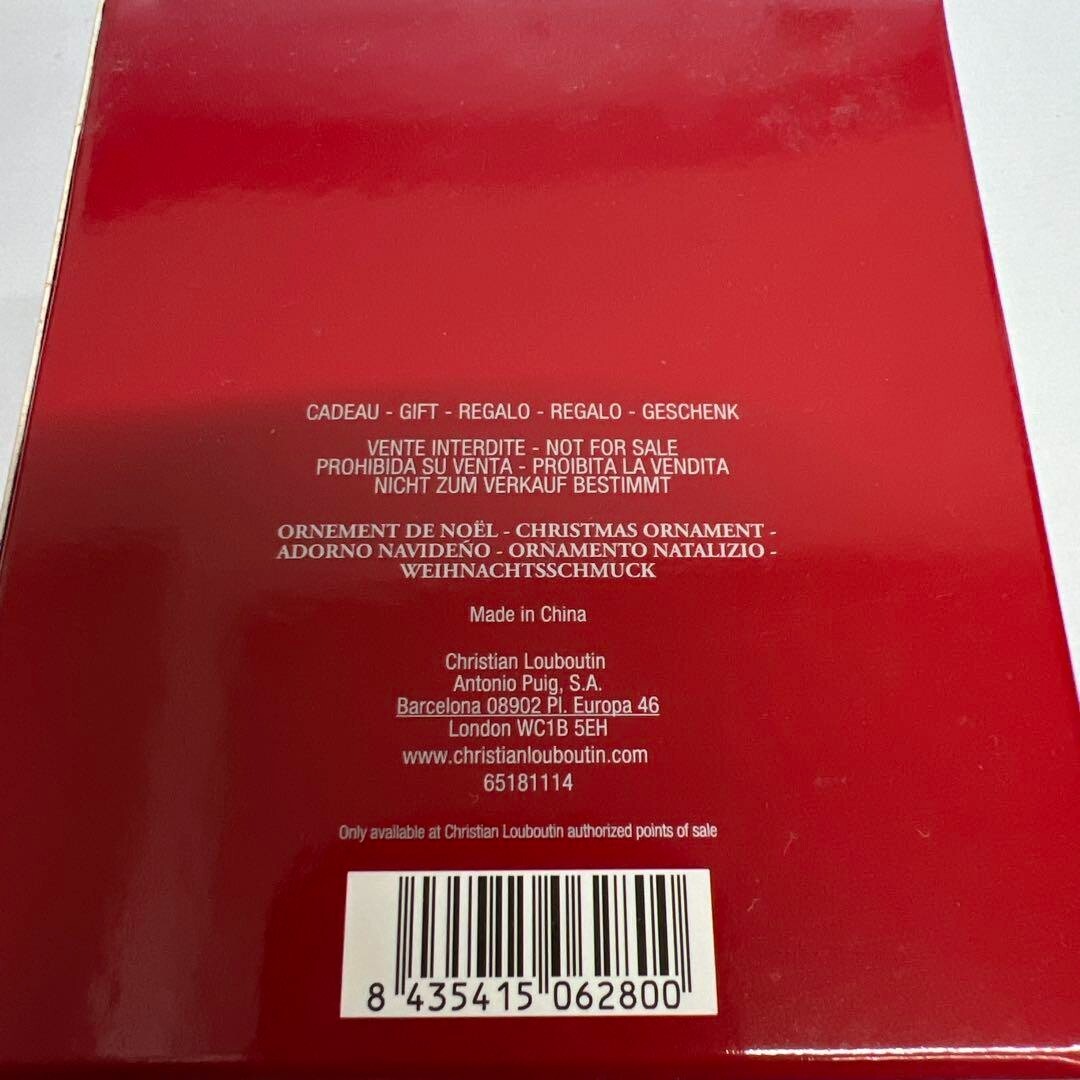 CADEAU - GIFT - REGALO - REGALO - GESCHENK
VENTE INTERDITE - NOT FOR SALE
PROHIBIDA SU VENTA - PROIBITA LA VENDITA
NICHT ZUM VERKAUF BESTIMMT
ORNEMENT DE NOËL - CHRISTMAS ORNAMENT -
ADORNO NAVIDEÑO - ORNAMENTO NATALIZIO -
WEIHNACHTSSCHMUCK
Made in China
Christian Louboutin
Antonio Puig, S.A.
Barcelona 08902 Pl. Europa 46
London WC1B 5EH
www.christianlouboutin.com
65181114
Only available at Christian Louboutin authorized points of sale
8 435415 062800